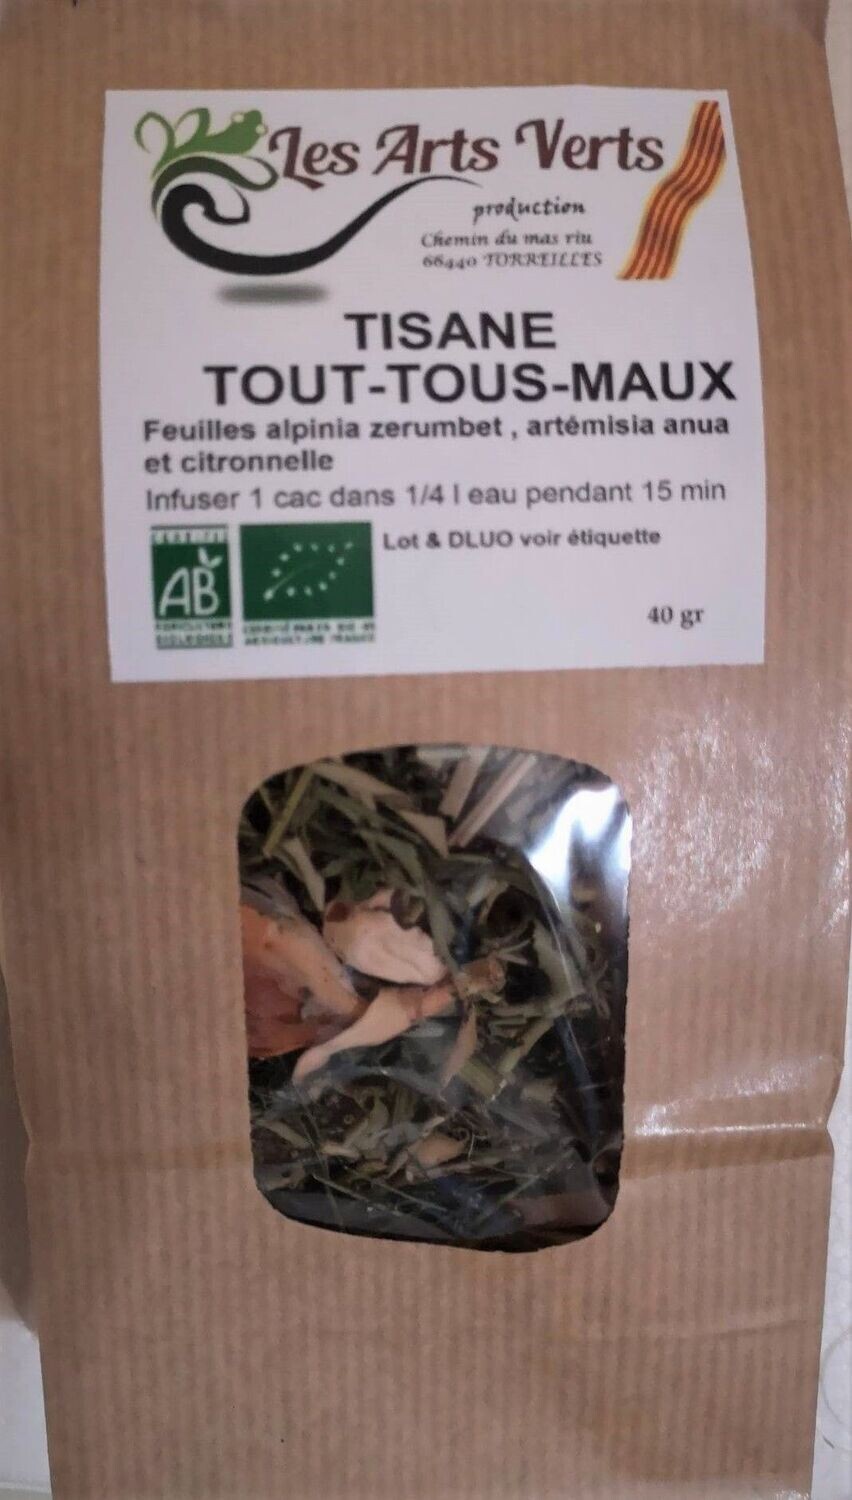 Les Arts Verts
production
Chemin du mas riu
66440 TORREILLES
TISANE
TOUT-TOUS-MAUX
Feuilles alpinia zerumbet , artémisia anua
et citronnelle
Infuser 1 cac dans 1/4 l eau pendant 15 min
Lot & DLUO voir étiquette
AB
AGRICULTURE
BIOLOGIQUE
40 gr